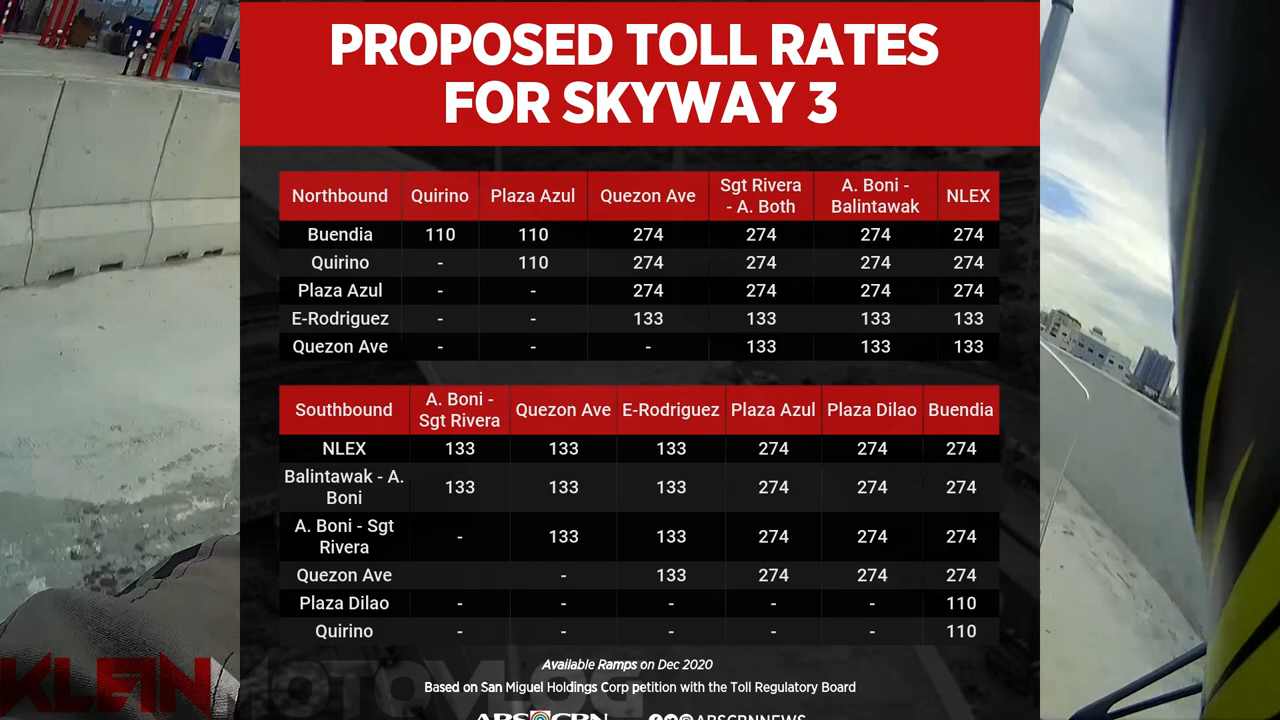 PROPOSED TOLL RATES
FOR SKYWAY 3
Northbound Quirino Plaza Azul Quezon Ave Sgt Rivera - A. Both A. Boni - Balintawak NLEX
Buendia 110 110 274 274 274 274
Quirino - 110 274 274 274 274
Plaza Azul - - 274 274 274 274
E-Rodriguez - - 133 133 133 133
Quezon Ave - - - 133 133 133
Southbound A. Boni - Sgt Rivera Quezon Ave E-Rodriguez Plaza Azul Plaza Dilao Buendia
NLEX 133 133 133 274 274 274
Balintawak - A. Boni 133 133 133 274 274 274
A. Boni - Sgt Rivera - 133 133 274 274 274
Quezon Ave - 133 274 274 274
Plaza Dilao - - - - - 110
Quirino - - - - - 110
Available Ramps on Dec 2020
Based on San Miguel Holdings Corp petition with the Toll Regulatory Board
KLEAN MOTOVLOG
ABS-CBN ABSCBNNEWS